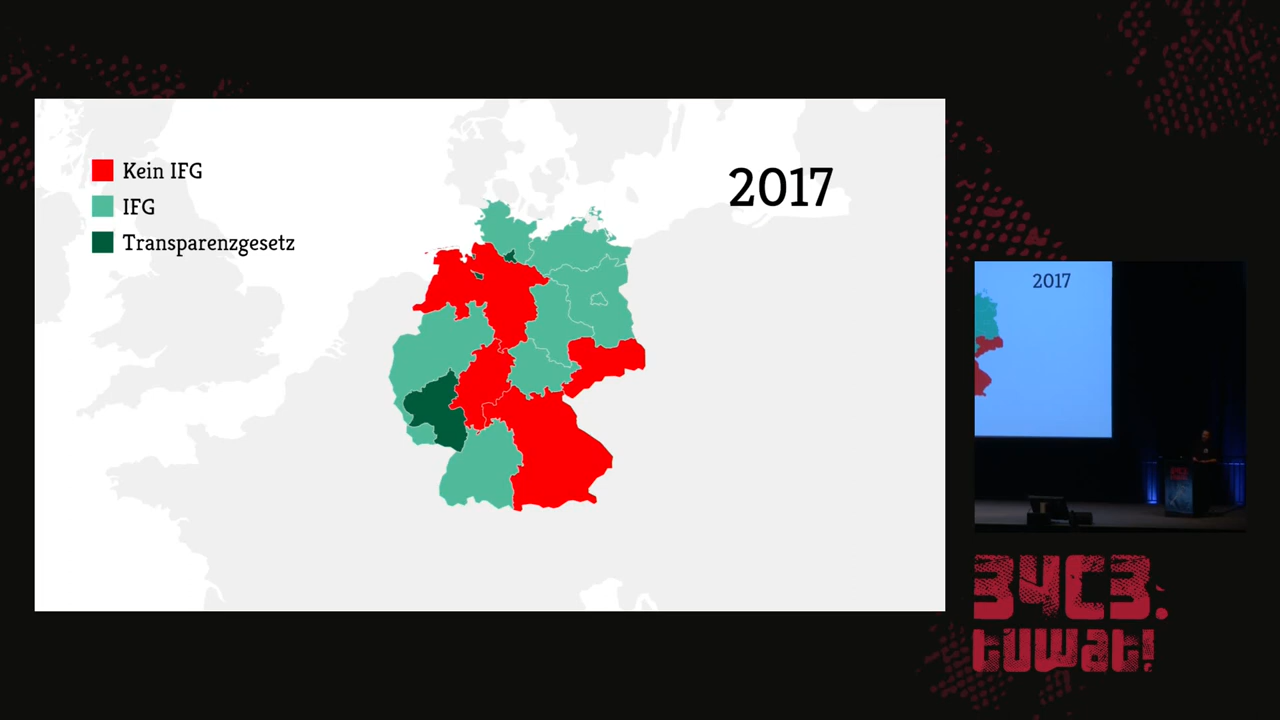 Kein IFG
IFG
Transparenzgesetz
2017
2017
34C3.
tuwat!